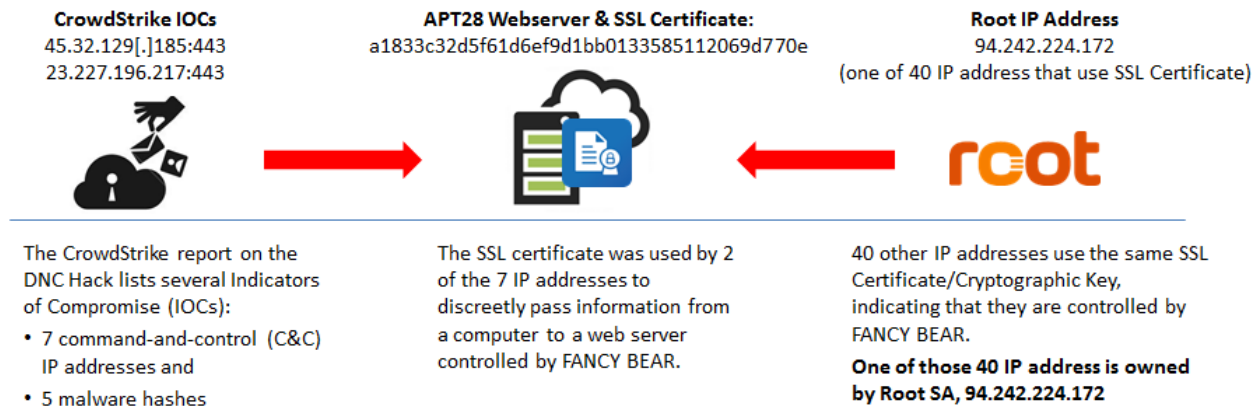 CrowdStrike IOCs
45.32.129[.]185:443
23.227.196.217:443
APT28 Webserver & SSL Certificate:
a1833c32d5f61d6ef9d1bb0133585112069d770e
Root IP Address
94.242.224.172
(one of 40 IP address that use SSL Certificate)
root
The CrowdStrike report on the
DNC Hack lists several Indicators
of Compromise (IOCs):
• 7 command-and-control (C&C)
IP addresses and
• 5 malware hashes
The SSL certificate was used by 2
of the 7 IP addresses to
discreetly pass information from
a computer to a web server
controlled by FANCY BEAR.
40 other IP addresses use the same SSL
Certificate/Cryptographic Key,
indicating that they are controlled by
FANCY BEAR.
One of those 40 IP address is owned
by Root SA, 94.242.224.172